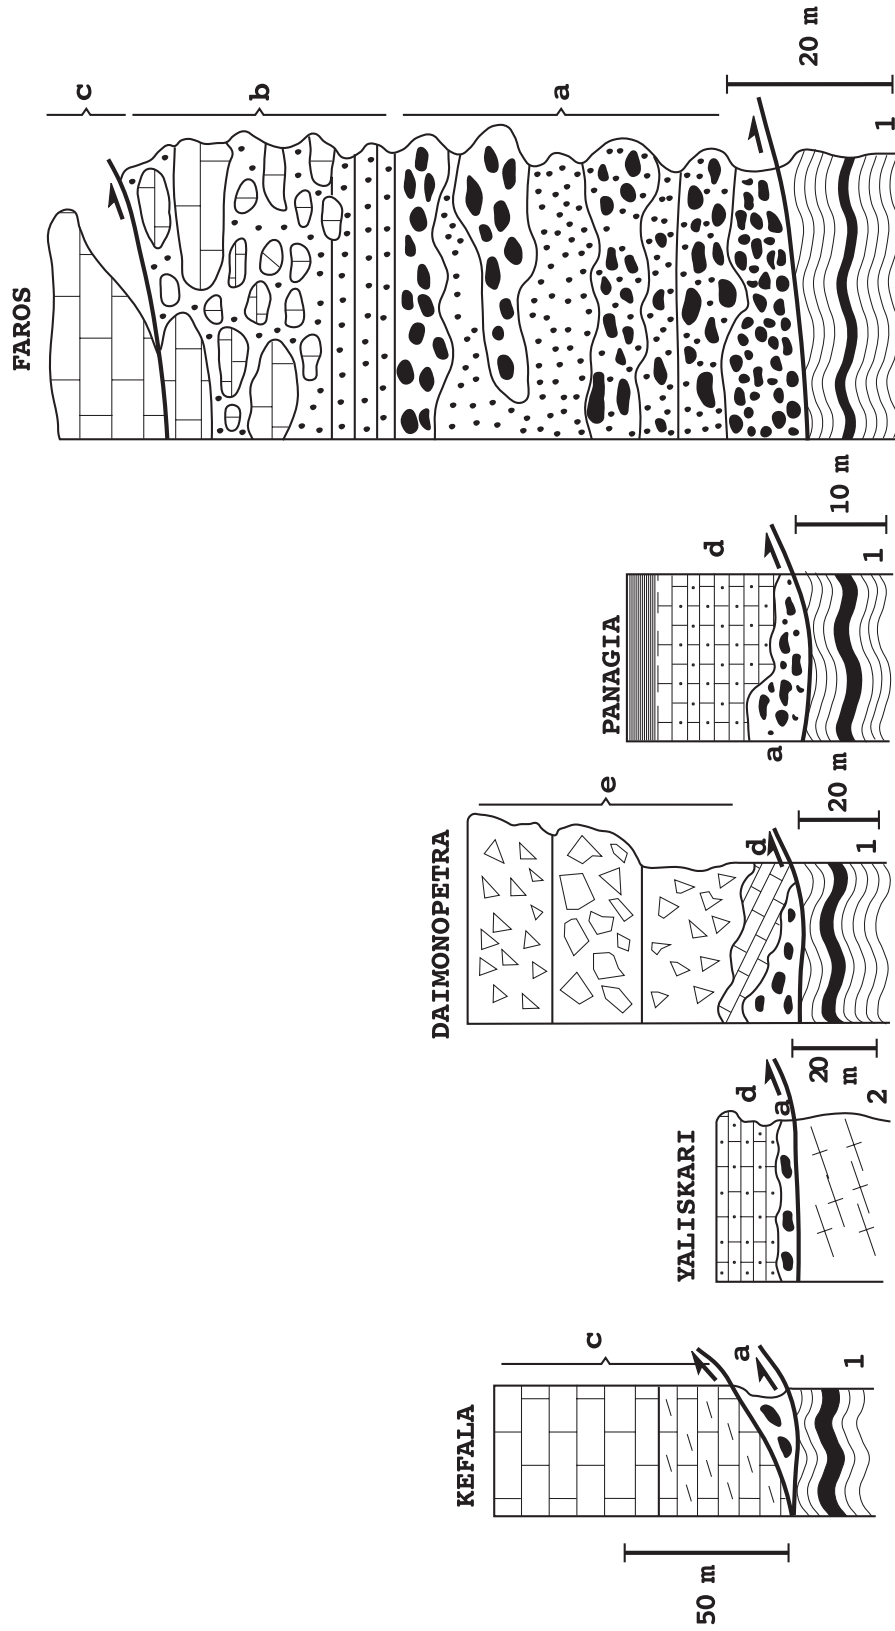 KEFALA
c
a
1
50 m
YALISKARI
d
a
2
20
m
DAIMONOPETRA
e
d
1
20 m
PANAGIA
d
a
1
10 m
FAROS
c
b
a
1
20 m